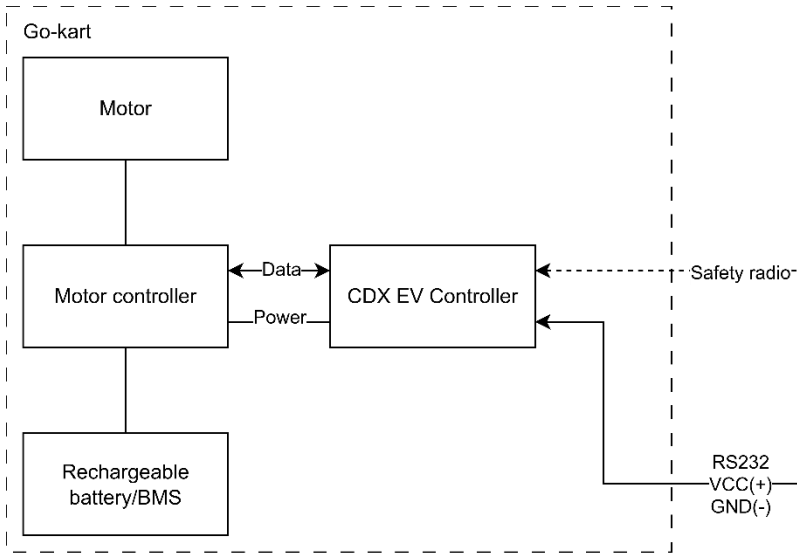 Go-kart
Motor
Motor controller
Data
Power
CDX EV Controller
Safety radio
Rechargeable
battery/BMS
RS232
VCC(+)
GND(-)